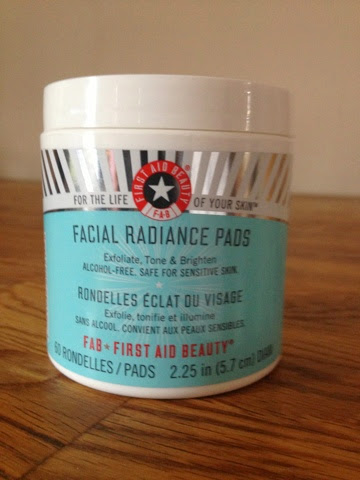 FIRST AID BEAUTY
FAB
FOR THE LIFE OF YOUR SKIN™
FACIAL RADIANCE PADS
Exfoliate, Tone & Brighten
ALCOHOL-FREE. SAFE FOR SENSITIVE SKIN.
RONDELLES ÉCLAT DU VISAGE
Exfolie, tonifie et illumine
SANS ALCOOL. CONVIENT AUX PEAUX SENSIBLES.
FAB ★ FIRST AID BEAUTY®
60 RONDELLES/PADS 2.25 in (5.7 cm)